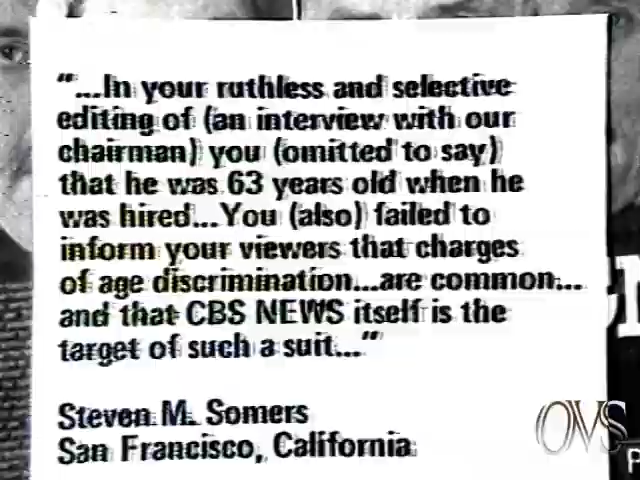 “...In your ruthless and selective
editing of (an interview with our
chairman) you (omitted to say)
that he was 63 years old when he
was hired...You (also) failed to
inform your viewers that charges
of age discrimination...are common...
and that CBS NEWS itself is the
target of such a suit...”
Steven M. Somers
San Francisco, California
OVS